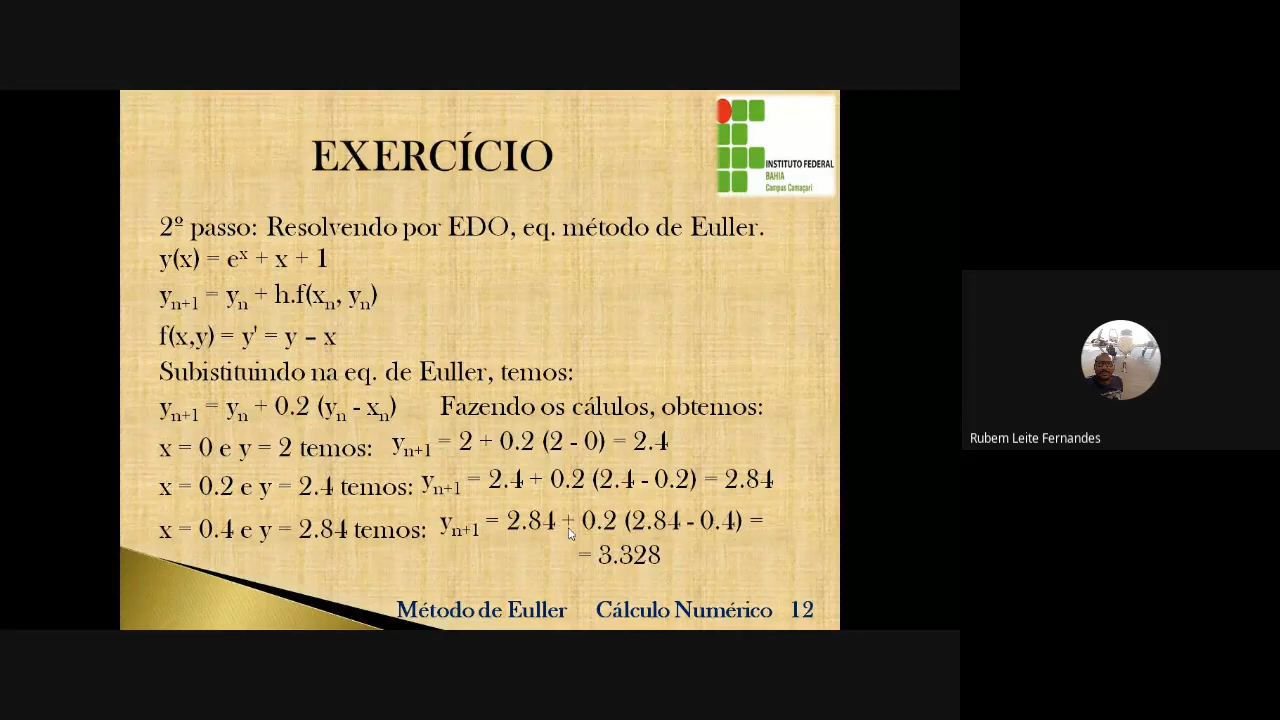 EXERCÍCIO
INSTITUTO FEDERAL
BAHIA
Campus Camaçari
2º passo: Resolvendo por EDO, eq. método de Euller.
y(x) = eˣ + x + 1
yₙ₊₁ = yₙ + h.f(xₙ, yₙ)
f(x,y) = y' = y – x
Subistituindo na eq. de Euller, temos:
yₙ₊₁ = yₙ + 0.2 (yₙ - xₙ) Fazendo os cálulos, obtemos:
x = 0 e y = 2 temos: yₙ₊₁ = 2 + 0.2 (2 - 0) = 2.4
x = 0.2 e y = 2.4 temos: yₙ₊₁ = 2.4 + 0.2 (2.4 - 0.2) = 2.84
x = 0.4 e y = 2.84 temos: yₙ₊₁ = 2.84 + 0.2 (2.84 - 0.4) =
= 3.328
Método de Euller Cálculo Numérico 12
Rubem Leite Fernandes